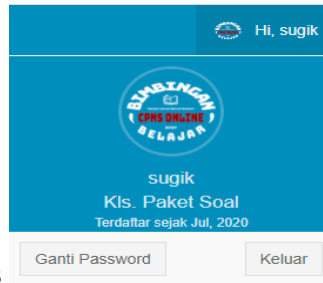 Hi, sugik
BIMBINGAN
CPNS ONLINE
BELAJAR
sugik
Kls. Paket Soal
Terdaftar sejak Jul, 2020
Ganti Password
Keluar